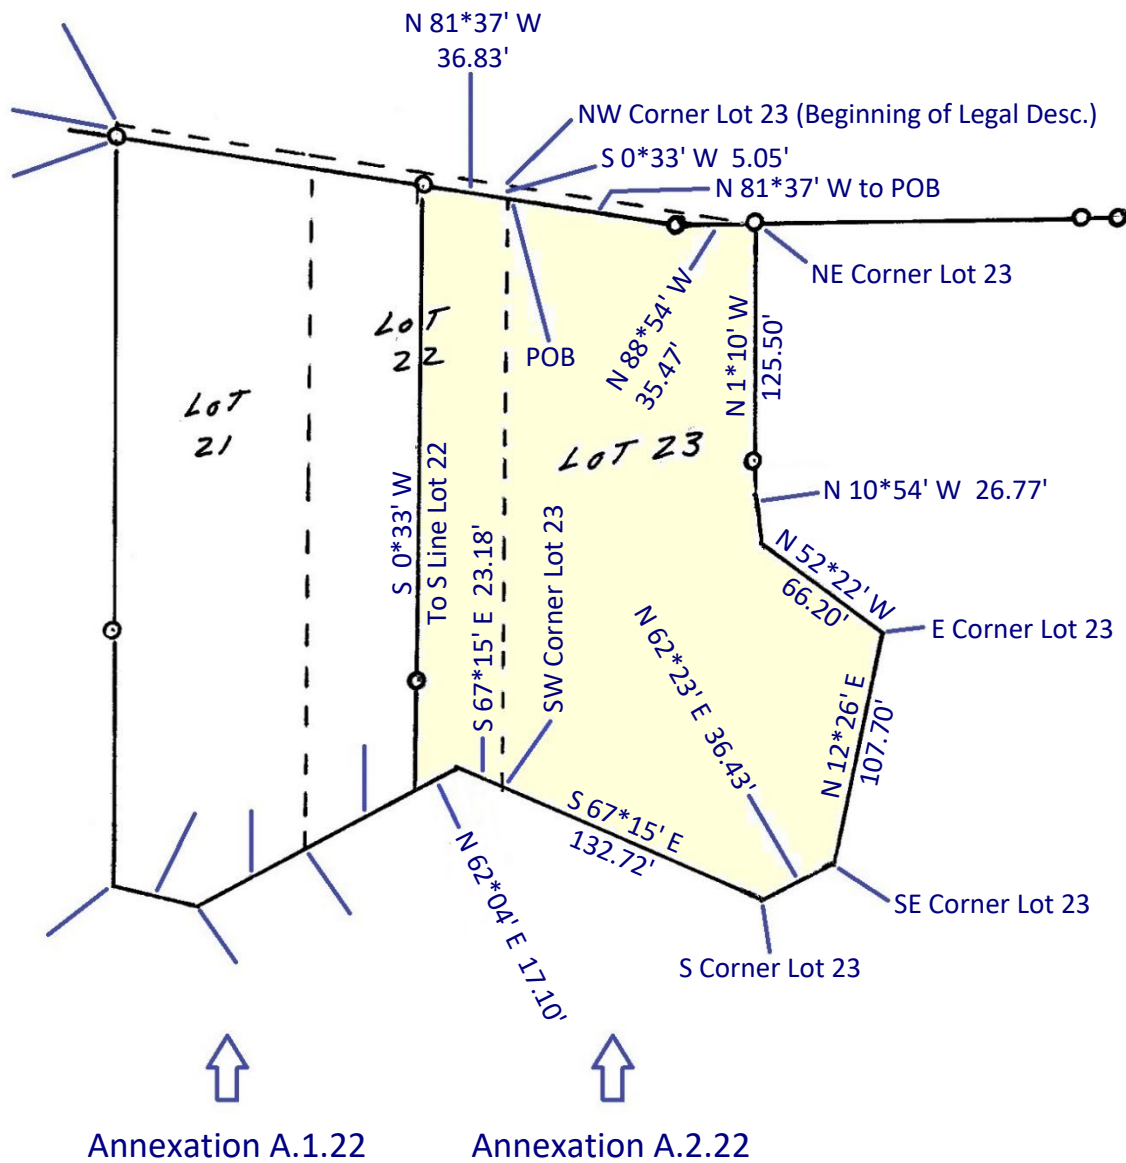 N 81*37' W
36.83'
NW Corner Lot 23 (Beginning of Legal Desc.)
S 0*33' W  5.05'
N 81*37' W to POB
NE Corner Lot 23
N 88*54' W
35.47'
N 1*10' W
125.50'
POB
LOT
22
LOT
21
LOT 23
S 0*33' W
To S Line Lot 22
S 67*15' E  23.18'
SW Corner Lot 23
N 10*54' W  26.77'
N 52*22' W
66.20'
E Corner Lot 23
N 62*23' E  36.43'
N 12*26' E
107.70'
S 67*15' E
132.72'
N 62*04' E  17.10'
SE Corner Lot 23
S Corner Lot 23
Annexation A.1.22
Annexation A.2.22